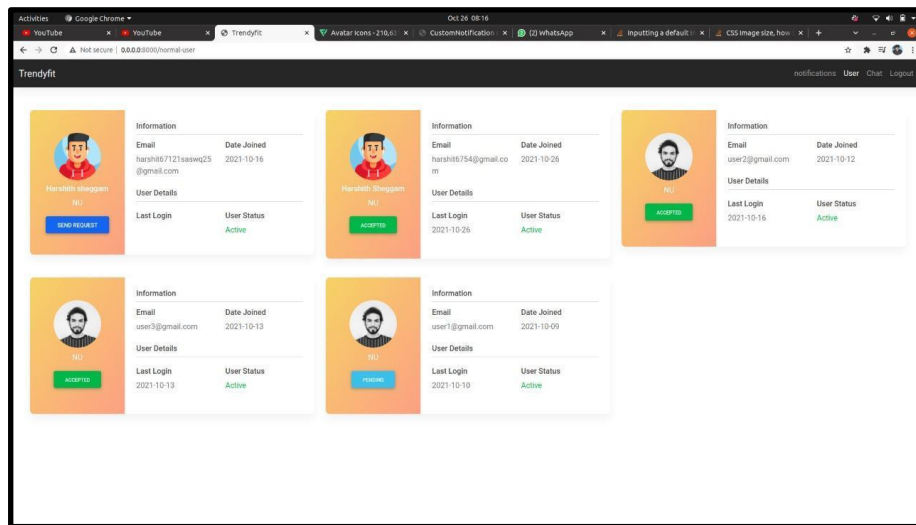 Activities Google Chrome Oct 26 08:16
YouTube YouTube Trendyfit Avatar Icons - 210,6 CustomNotification (2) WhatsApp Inputting a default CSS Image size, how
Not secure 0.0.0.0:8000/normal-user
Trendyfit notifications User Chat Logout
Harshith sheggam
NU
SEND REQUEST
Information
Email Date Joined
harshit67121saswq25 2021-10-16
@gmail.com
User Details
Last Login User Status
Active
Harshith Sheggam
NU
ACCEPTED
Information
Email Date Joined
harshit6754@gmail.co 2021-10-26
m
User Details
Last Login User Status
2021-10-26 Active
NU
ACCEPTED
Information
Email Date Joined
user2@gmail.com 2021-10-12
User Details
Last Login User Status
2021-10-16 Active
NU
ACCEPTED
Information
Email Date Joined
user3@gmail.com 2021-10-13
User Details
Last Login User Status
2021-10-13 Active
NU
PENDING
Information
Email Date Joined
user1@gmail.com 2021-10-09
User Details
Last Login User Status
2021-10-10 Active